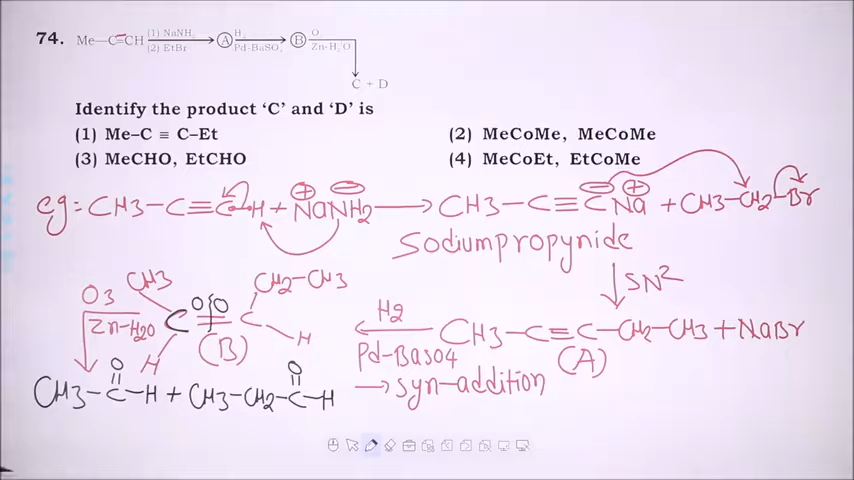 74. Me—C≡CH (1) NaNH₂ (2) EtBr → Ⓐ H₂ Pd-BaSO₄ → Ⓑ O₃ Zn-H₂O
C + D
Identify the product 'C' and 'D' is
(1) Me–C ≡ C–Et (2) MeCoMe, MeCoMe
(3) MeCHO, EtCHO (4) MeCoEt, EtCoMe
eg:- CH3–C≡C–H + NaNH2 → CH3–C≡C Na + CH3–CH2–Br
Sodiumpropynide
SN2
CH3 CH2–CH3
O3 C = C
Zn-H2O H (B) H
H2 CH3–C≡C–CH2–CH3 + NaBr
Pd-BaSO4 (A)
→ syn-addition
O O
CH3–C–H + CH3–CH2–C–H